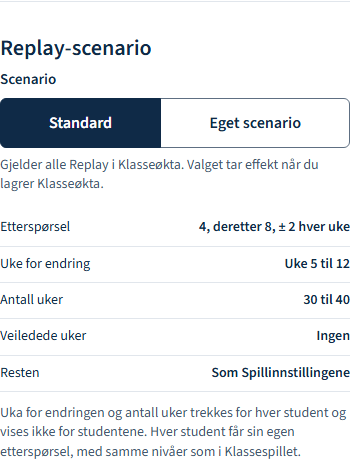 Replay-scenario
Scenario
Standard
Eget scenario
Gjelder alle Replay i Klasseøkta. Valget tar effekt når du
lagrer Klasseøkta.
Etterspørsel
4, deretter 8, ± 2 hver uke
Uke for endring
Uke 5 til 12
Antall uker
30 til 40
Veiledede uker
Ingen
Resten
Som Spillinnstillingene
Uka for endringen og antall uker trekkes for hver student og
vises ikke for studentene. Hver student får sin egen
etterspørsel, med samme nivåer som i Klassespillet.